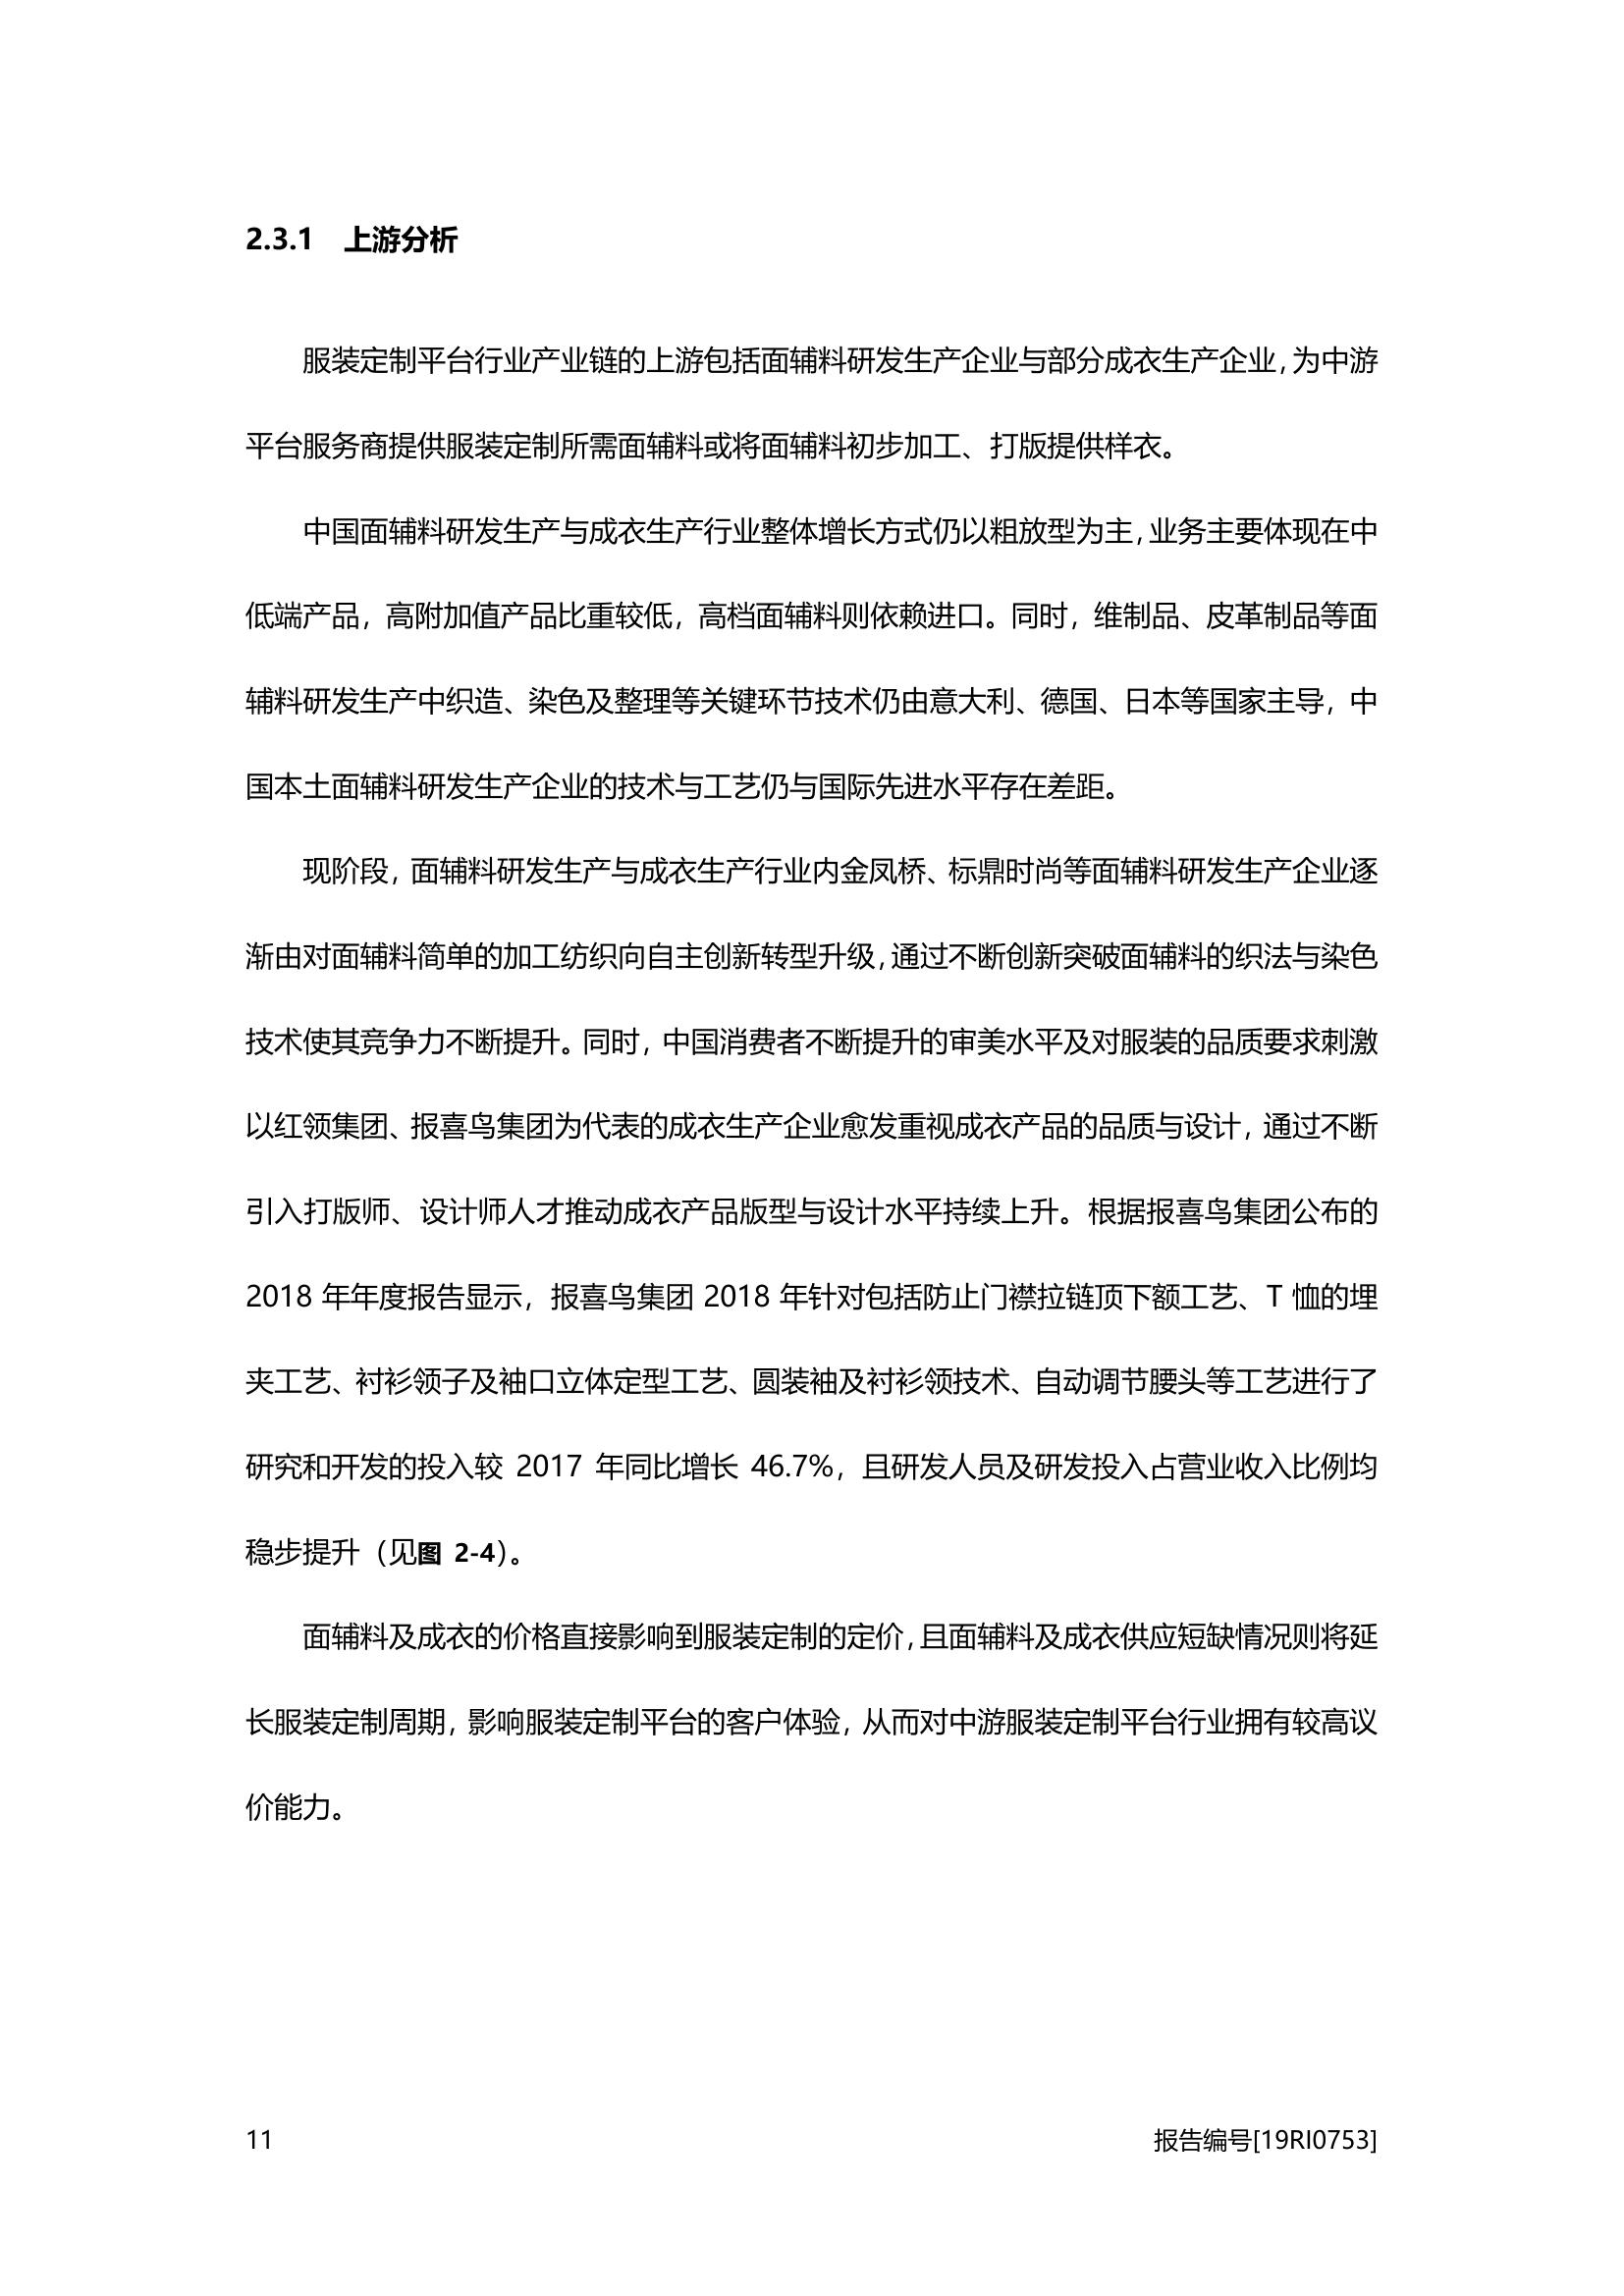 2.3.1 上游分析
服装定制平台行业产业链的上游包括面辅料研发生产企业与部分成衣生产企业，为中游
平台服务商提供服装定制所需面辅料或将面辅料初步加工、打版提供样衣。
中国面辅料研发生产与成衣生产行业整体增长方式仍以粗放型为主，业务主要体现在中
低端产品，高附加值产品比重较低，高档面辅料则依赖进口。同时，维制品、皮革制品等面
辅料研发生产中织造、染色及整理等关键环节技术仍由意大利、德国、日本等国家主导，中
国本土面辅料研发生产企业的技术与工艺仍与国际先进水平存在差距。
现阶段，面辅料研发生产与成衣生产行业内金凤桥、标鼎时尚等面辅料研发生产企业逐
渐由对面辅料简单的加工纺织向自主创新转型升级，通过不断创新突破面辅料的织法与染色
技术使其竞争力不断提升。同时，中国消费者不断提升的审美水平及对服装的品质要求刺激
以红领集团、报喜鸟集团为代表的成衣生产企业愈发重视成衣产品的品质与设计，通过不断
引入打版师、设计师人才推动成衣产品版型与设计水平持续上升。根据报喜鸟集团公布的
2018 年年度报告显示，报喜鸟集团 2018 年针对包括防止门襟拉链顶下额工艺、T 恤的埋
夹工艺、衬衫领子及袖口立体定型工艺、圆装袖及衬衫领技术、自动调节腰头等工艺进行了
研究和开发的投入较 2017 年同比增长 46.7%，且研发人员及研发投入占营业收入比例均
稳步提升（见图 2-4）。
面辅料及成衣的价格直接影响到服装定制的定价，且面辅料及成衣供应短缺情况则将延
长服装定制周期，影响服装定制平台的客户体验，从而对中游服装定制平台行业拥有较高议
价能力。
11 报告编号[19RI0753]